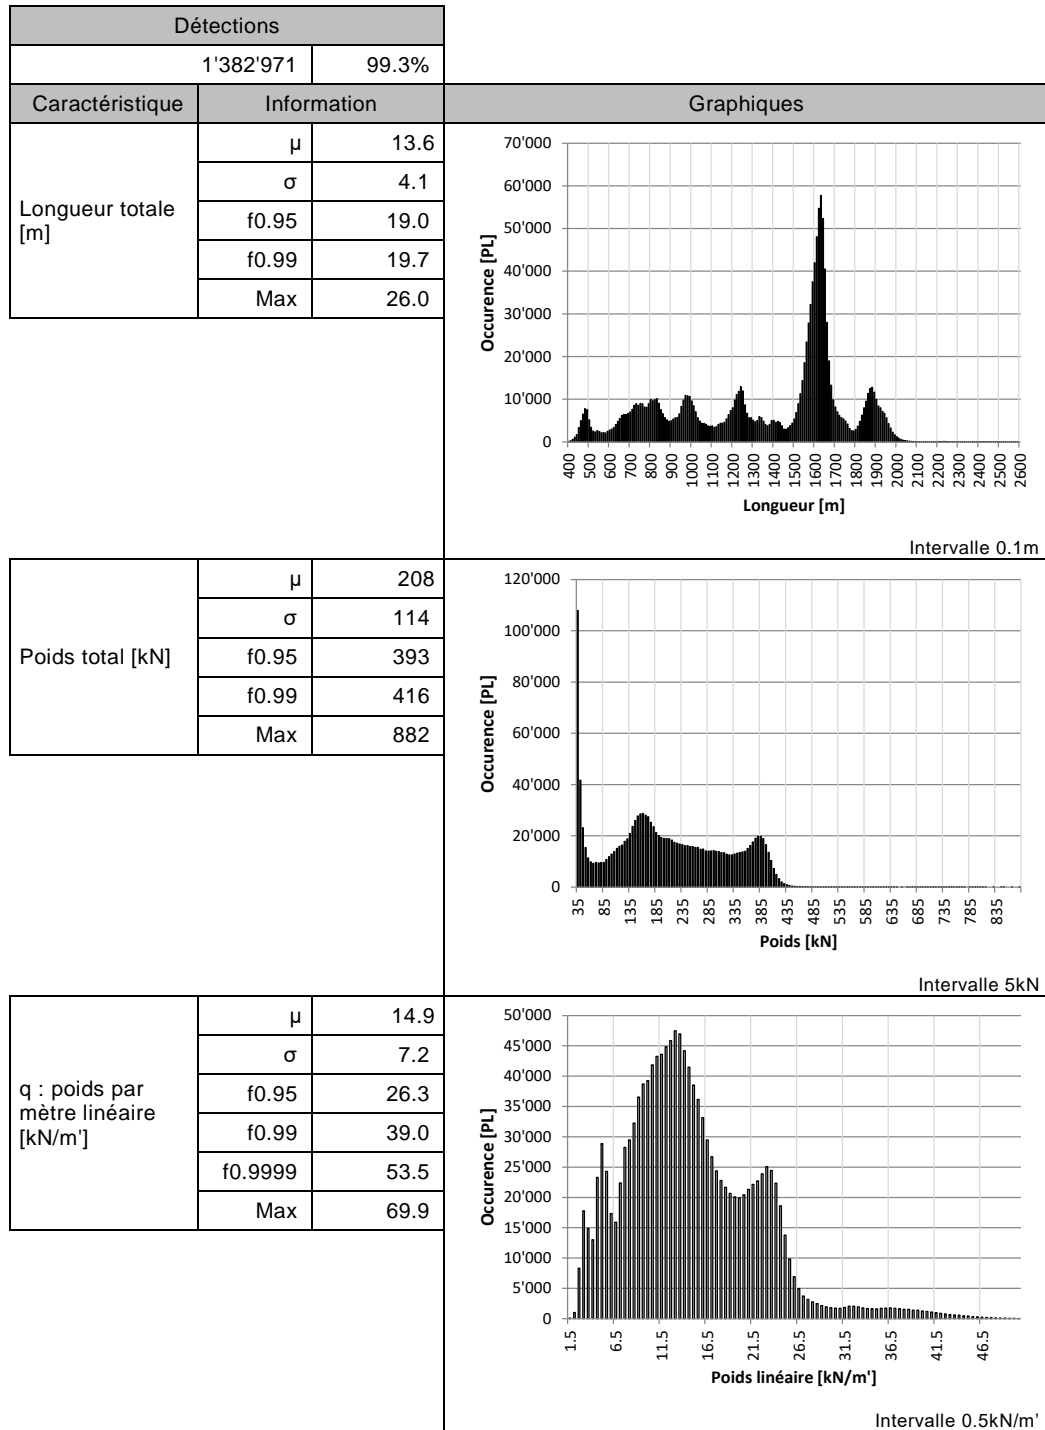 Détections
1'382'971 99.3%
Caractéristique Information Graphiques
Longueur totale [m]
μ 13.6
σ 4.1
f0.95 19.0
f0.99 19.7
Max 26.0
70'000
60'000
50'000
40'000
30'000
20'000
10'000
0
Occurence [PL]
400 500 600 700 800 900 1000 1100 1200 1300 1400 1500 1600 1700 1800 1900 2000 2100 2200 2300 2400 2500 2600
Longueur [m]
Intervalle 0.1m
Poids total [kN]
μ 208
σ 114
f0.95 393
f0.99 416
Max 882
120'000
100'000
80'000
60'000
40'000
20'000
0
Occurence [PL]
35 85 135 185 235 285 335 385 435 485 535 585 635 685 735 785 835
Poids [kN]
Intervalle 5kN
q : poids par
mètre linéaire
[kN/m']
μ 14.9
σ 7.2
f0.95 26.3
f0.99 39.0
f0.9999 53.5
Max 69.9
50'000
45'000
40'000
35'000
30'000
25'000
20'000
15'000
10'000
5'000
0
Occurence [PL]
1.5 6.5 11.5 16.5 21.5 26.5 31.5 36.5 41.5 46.5
Poids linéaire [kN/m']
Intervalle 0.5kN/m’